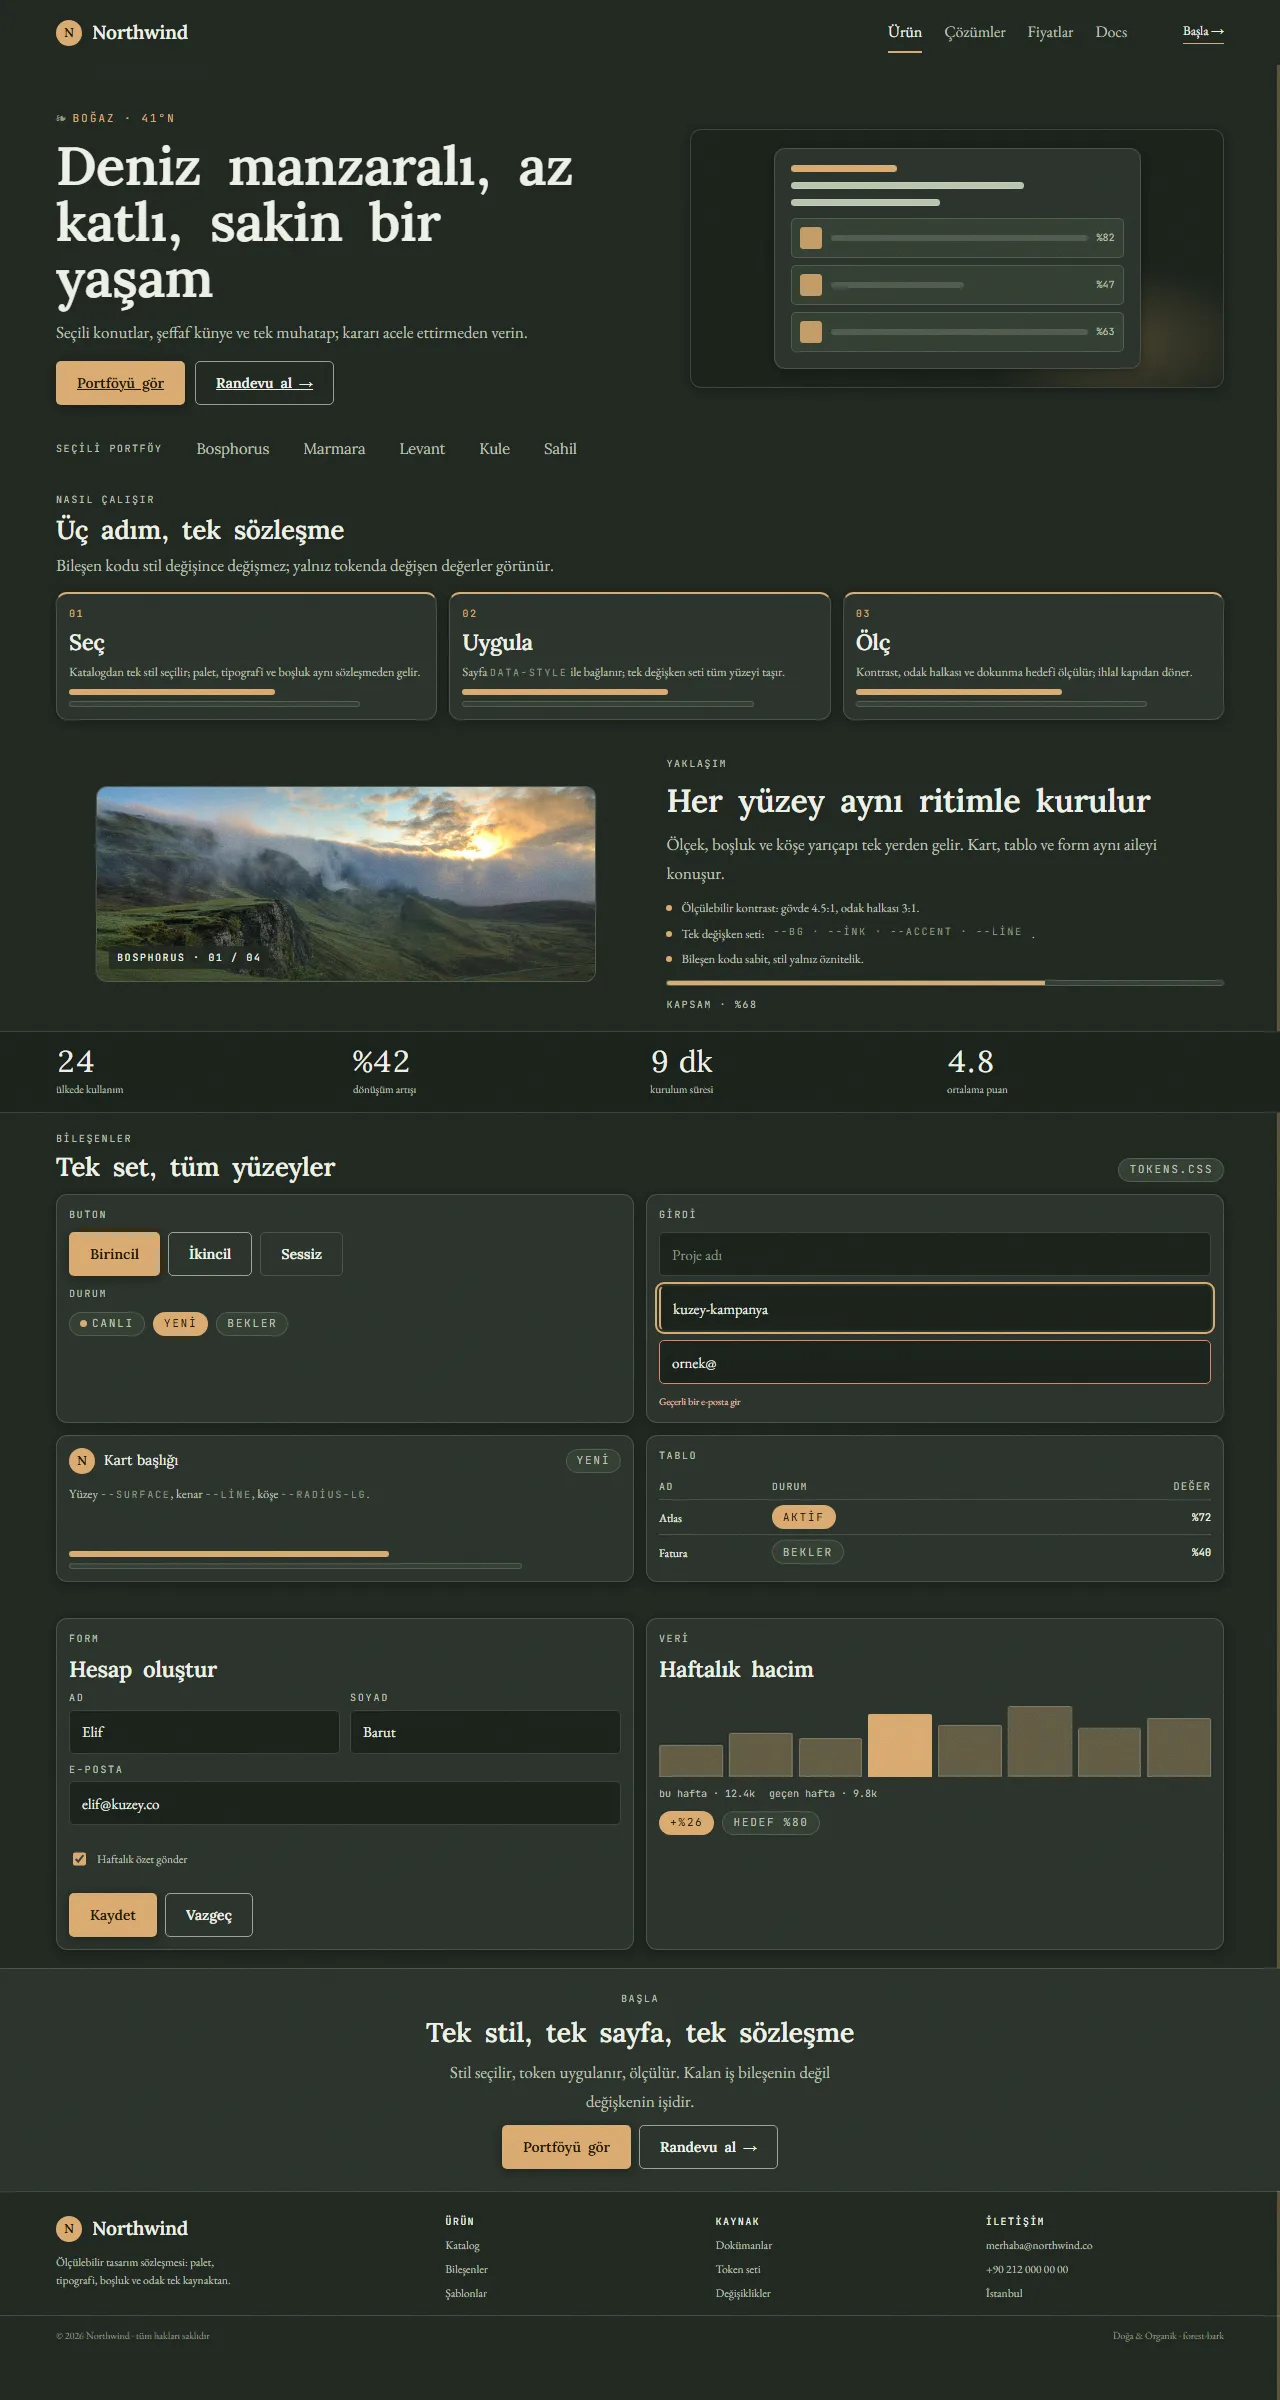 N Northwind
Ürün Çözümler Fiyatlar Docs Başla →
❧ BOĞAZ · 41°N
Deniz manzaralı, az
katlı, sakin bir
yaşam
Seçili konutlar, şeffaf künye ve tek muhatap; kararı acele ettirmeden verin.
Portföyü gör Randevu al →
%82
%47
%63
SEÇİLİ PORTFÖY Bosphorus Marmara Levant Kule Sahil
NASIL ÇALIŞIR
Üç adım, tek sözleşme
Bileşen kodu stil değişince değişmez; yalnız tokenda değişen değerler görünür.
01
Seç
Katalogdan tek stil seçilir; palet, tipografi ve boşluk aynı sözleşmeden gelir.
02
Uygula
Sayfa DATA-STYLE ile bağlanır; tek değişken seti tüm yüzeyi taşır.
03
Ölç
Kontrast, odak halkası ve dokunma hedefi ölçülür; ihlal kapıdan döner.
BOSPHORUS · 01 / 04
YAKLAŞIM
Her yüzey aynı ritimle kurulur
Ölçek, boşluk ve köşe yarıçapı tek yerden gelir. Kart, tablo ve form aynı aileyi
konuşur.
Ölçülebilir kontrast: gövde 4.5:1, odak halkası 3:1.
Tek değişken seti: --BG · --İNK · --ACCENT · --LİNE .
Bileşen kodu sabit, stil yalnız öznitelik.
KAPSAM · %68
24
ülkede kullanım
%42
dönüşüm artışı
9 dk
kurulum süresi
4.8
ortalama puan
BİLEŞENLER
Tek set, tüm yüzeyler
TOKENS.CSS
BUTON
Birincil İkincil Sessiz
DURUM
CANLI YENİ BEKLER
GİRDİ
Proje adı
kuzey-kampanya
ornek@
Geçerli bir e-posta gir
N Kart başlığı YENİ
Yüzey --SURFACE, kenar --LİNE, köşe --RADİUS-LG.
TABLO
AD DURUM DEĞER
Atlas AKTİF %72
Fatura BEKLER %40
FORM
Hesap oluştur
AD SOYAD
Elif Barut
E-POSTA
elif@kuzey.co
Haftalık özet gönder
Kaydet Vazgeç
VERİ
Haftalık hacim
bu hafta · 12.4k geçen hafta · 9.8k
+%26 HEDEF %80
BAŞLA
Tek stil, tek sayfa, tek sözleşme
Stil seçilir, token uygulanır, ölçülür. Kalan iş bileşenin değil
değişkenin işidir.
Portföyü gör Randevu al →
N Northwind
Ölçülebilir tasarım sözleşmesi: palet,
tipografi, boşluk ve odak tek kaynaktan.
ÜRÜN
Katalog
Bileşenler
Şablonlar
KAYNAK
Dokümanlar
Token seti
Değişiklikler
İLETİŞİM
merhaba@northwind.co
+90 212 000 00 00
İstanbul
© 2026 Northwind · tüm hakları saklıdır
Doğa & Organik · forest-bark